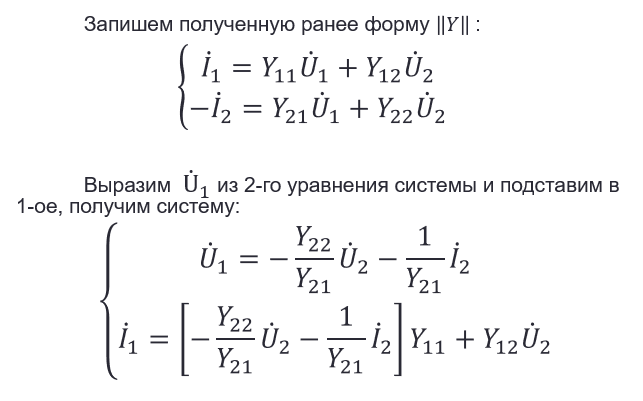 Запишем полученную ранее форму ||𝑌|| :
İ₁ = Y₁₁U̇₁ + Y₁₂U̇₂
−İ₂ = Y₂₁U̇₁ + Y₂₂U̇₂
Выразим U̇₁ из 2-го уравнения системы и подставим в
1-ое, получим систему:
U̇₁ = −(Y₂₂/Y₂₁)U̇₂ − (1/Y₂₁)İ₂
İ₁ = [−(Y₂₂/Y₂₁)U̇₂ − (1/Y₂₁)İ₂] Y₁₁ + Y₁₂U̇₂